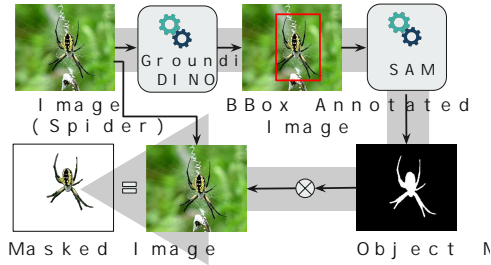 Groundi
DINO
SAM
Image
(Spider)
BBox Annotated
Image
Masked Image
Object M